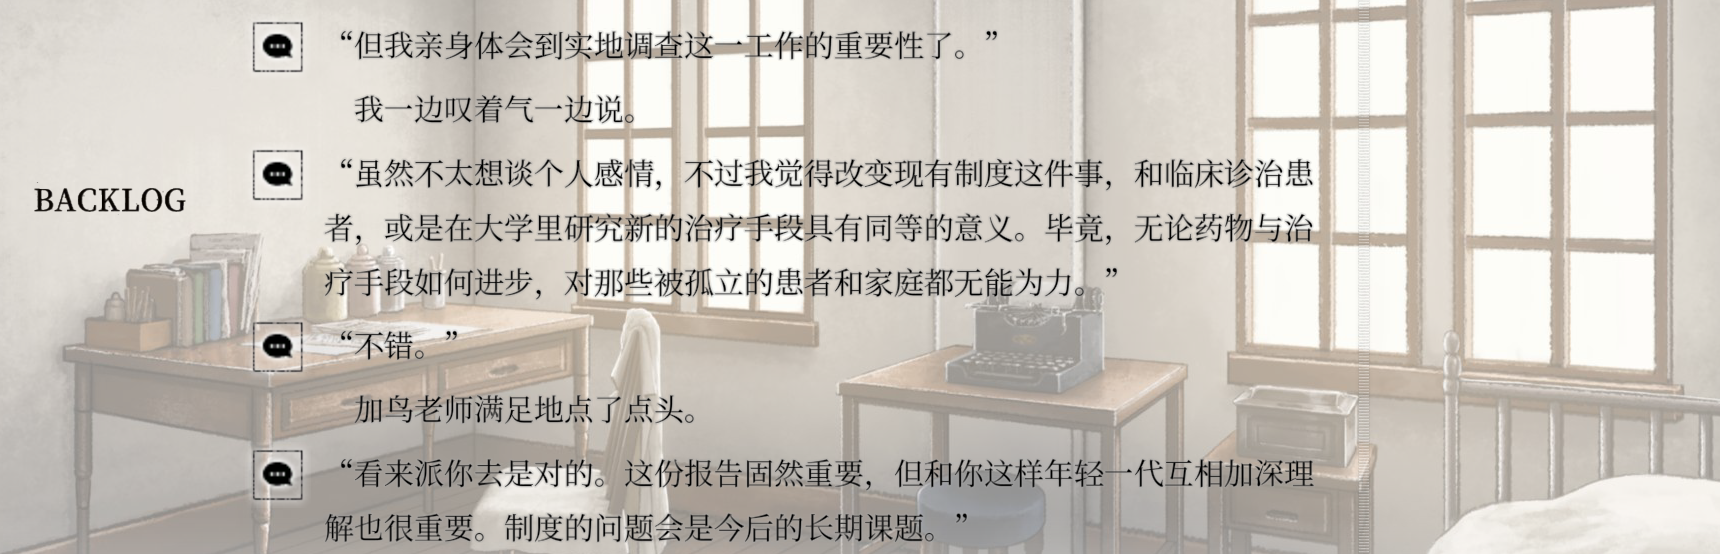 “但我亲身体会到实地调查这一工作的重要性了。”
我一边叹着气一边说。
BACKLOG
“虽然不太想谈个人感情，不过我觉得改变现有制度这件事，和临床诊治患
者，或是在大学里研究新的治疗手段具有同等的意义。毕竟，无论药物与治
疗手段如何进步，对那些被孤立的患者和家庭都无能为力。”
“不错。”
加鸟老师满足地点了点头。
“看来派你去是对的。这份报告固然重要，但和你这样年轻一代互相加深理
解也很重要。制度的问题会是今后的长期课题。”